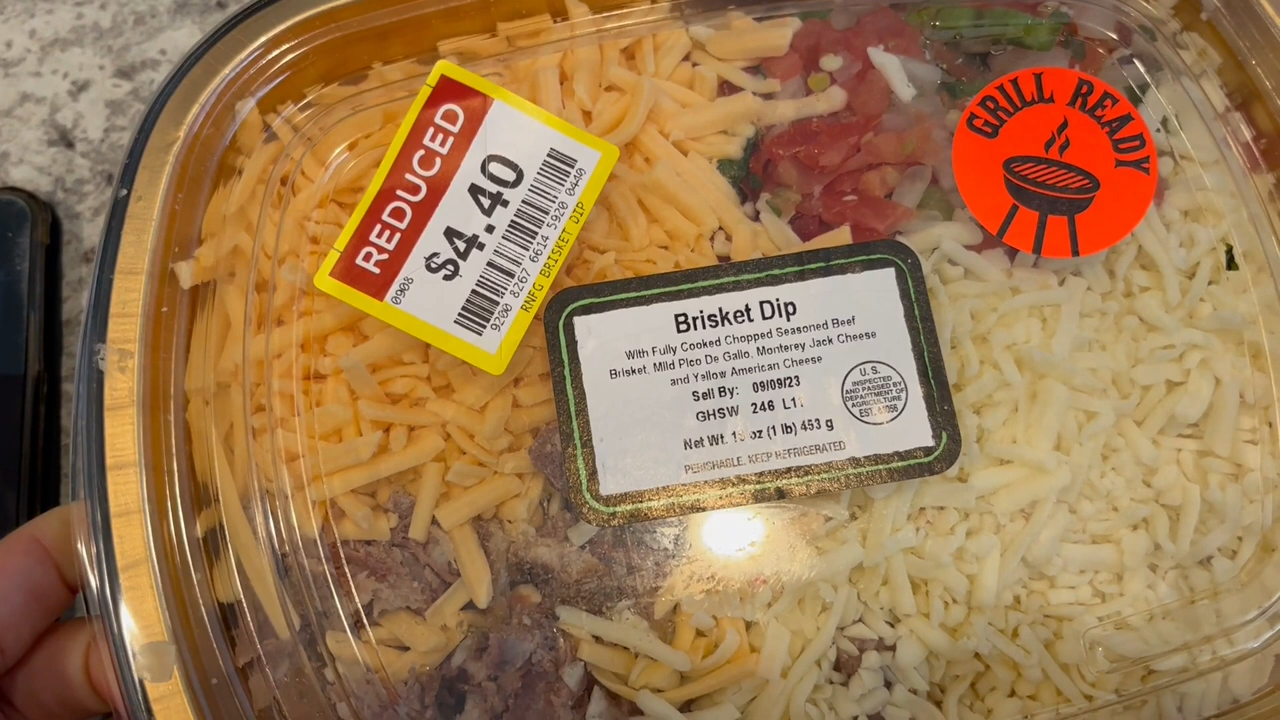 REDUCED
$4.40
0908
9200 8267 6614 5920 0440
RNFG BRISKET DIP
GRILL READY
Brisket Dip
With Fully Cooked Chopped Seasoned Beef
Brisket, Mild Pico De Gallo, Monterey Jack Cheese
and Yellow American Cheese
Sell By: 09/09/23
GHSW 246
Net Wt. oz (1 lb) 453 g
PERISHABLE. KEEP REFRIGERATED
U.S.
INSPECTED
AND PASSED BY
DEPARTMENT OF
AGRICULTURE
EST.